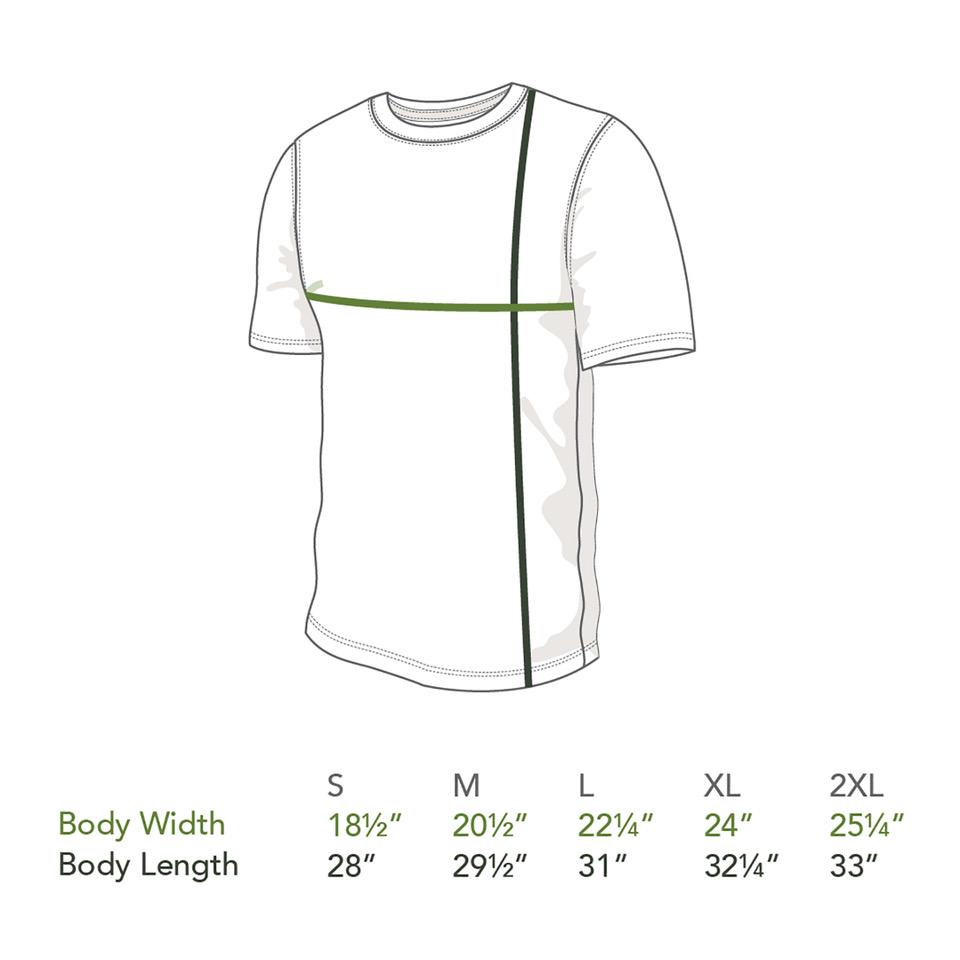 S M L XL 2XL
Body Width 18½” 20½” 22¼” 24” 25¼”
Body Length 28” 29½” 31” 32¼” 33”